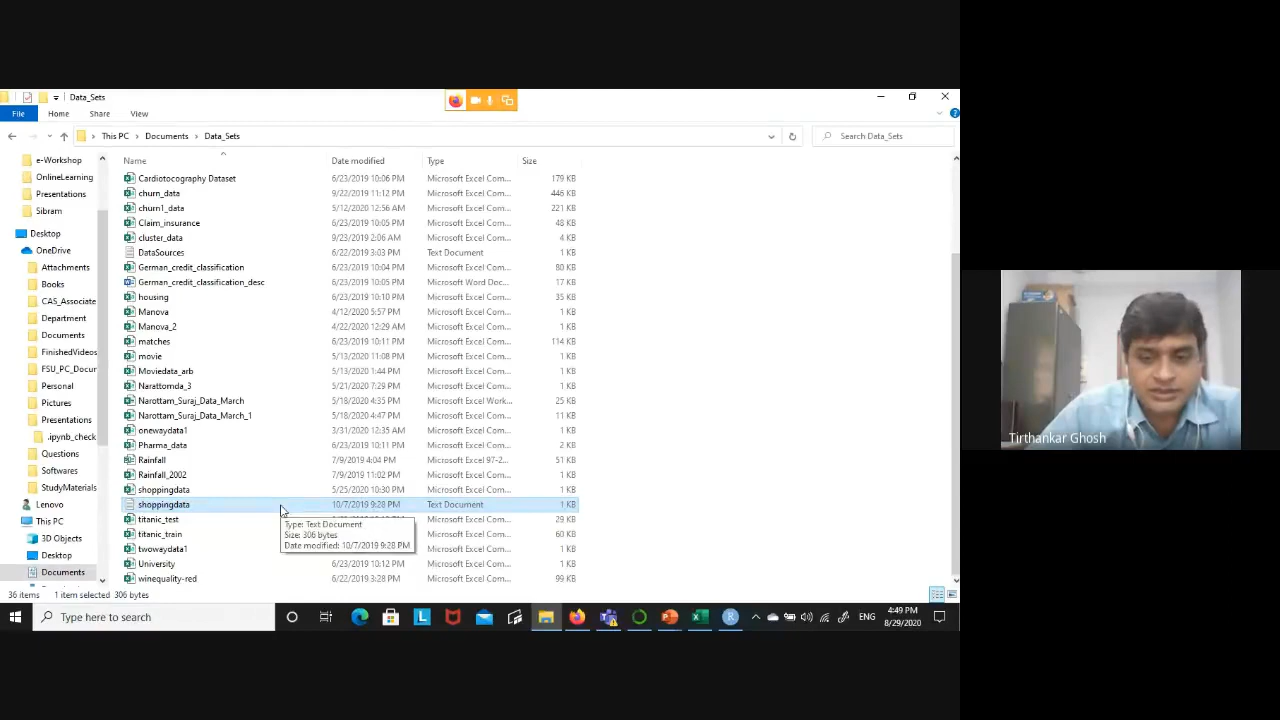 Data_Sets
File Home Share View
This PC Documents Data_Sets
Search Data_Sets
e-Workshop
OnlineLearning
Presentations
Sibram
Desktop
OneDrive
Attachments
Books
CAS_Associate
Department
Documents
FinishedVideos
FSU_PC_Docur
Personal
Pictures
Presentations
.ipynb_check
Questions
Softwares
StudyMaterials
Lenovo
This PC
3D Objects
Desktop
Documents
Name Date modified Type Size
Cardiotocography Dataset 6/23/2019 10:06 PM Microsoft Excel Com... 179 KB
churn_data 9/22/2019 11:12 PM Microsoft Excel Com... 446 KB
churn1_data 5/12/2020 12:56 AM Microsoft Excel Com... 221 KB
Claim_insurance 6/23/2019 10:05 PM Microsoft Excel Com... 48 KB
cluster_data 9/23/2019 2:06 AM Microsoft Excel Com... 4 KB
DataSources 6/22/2019 3:03 PM Text Document 1 KB
German_credit_classification 6/23/2019 10:04 PM Microsoft Excel Com... 80 KB
German_credit_classification_desc 6/23/2019 10:05 PM Microsoft Word Doc... 17 KB
housing 6/23/2019 10:10 PM Microsoft Excel Com... 35 KB
Manova 4/12/2020 5:57 PM Microsoft Excel Com... 1 KB
Manova_2 4/22/2020 12:29 AM Microsoft Excel Com... 1 KB
matches 6/23/2019 10:11 PM Microsoft Excel Com... 114 KB
movie 5/13/2020 11:08 PM Microsoft Excel Com... 1 KB
Moviedata_arb 5/13/2020 1:44 PM Microsoft Excel Com... 1 KB
Narattomda_3 5/21/2020 7:29 PM Microsoft Excel Com... 1 KB
Narottam_Suraj_Data_March 5/18/2020 4:35 PM Microsoft Excel Work... 25 KB
Narottam_Suraj_Data_March_1 5/18/2020 4:47 PM Microsoft Excel Com... 11 KB
onewaydata1 3/31/2020 12:35 AM Microsoft Excel Com... 1 KB
Pharma_data 6/23/2019 10:11 PM Microsoft Excel Com... 2 KB
Rainfall 7/9/2019 4:04 PM Microsoft Excel 97-2... 51 KB
Rainfall_2002 7/9/2019 11:02 PM Microsoft Excel Com... 1 KB
shoppingdata 5/25/2020 10:30 PM Microsoft Excel Com... 1 KB
shoppingdata 10/7/2019 9:28 PM Text Document 1 KB
titanic_test Microsoft Excel Com... 29 KB
titanic_train Microsoft Excel Com... 60 KB
twowaydata1 Microsoft Excel Com... 1 KB
University 6/23/2019 10:12 PM Microsoft Excel Com... 1 KB
winequality-red 6/22/2019 3:28 PM Microsoft Excel Com... 99 KB
Type: Text Document
Size: 306 bytes
Date modified: 10/7/2019 9:28 PM
36 items 1 item selected 306 bytes
Type here to search
ENG
4:49 PM
8/29/2020
Tirthankar Ghosh